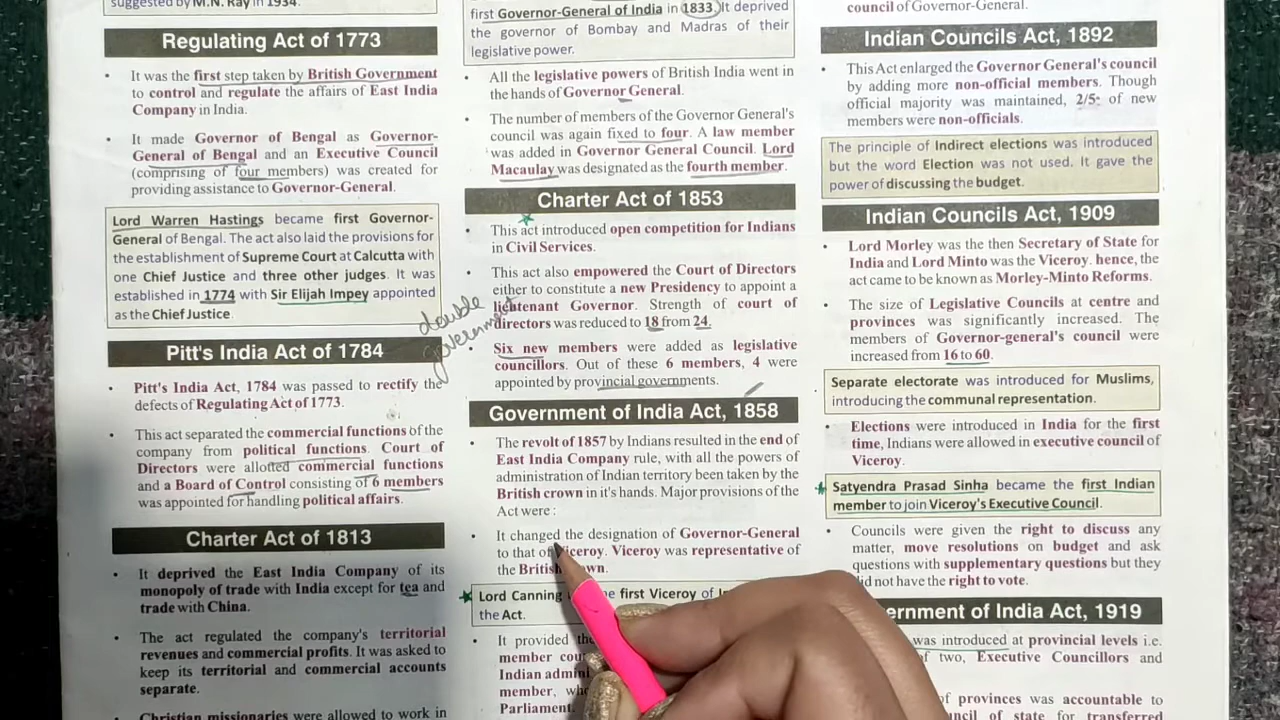 suggested by M.N. Ray in 1934.
Regulating Act of 1773
• It was the first step taken by British Government
to control and regulate the affairs of East India
Company in India.
• It made Governor of Bengal as Governor-
General of Bengal and an Executive Council
(comprising of four members) was created for
providing assistance to Governor-General.
Lord Warren Hastings became first Governor-
General of Bengal. The act also laid the provisions for
the establishment of Supreme Court at Calcutta with
one Chief Justice and three other judges. It was
established in 1774 with Sir Elijah Impey appointed
as the Chief Justice.
Pitt's India Act of 1784
• Pitt's India Act, 1784 was passed to rectify the
defects of Regulating Act of 1773.
• This act separated the commercial functions of the
company from political functions. Court of
Directors were allotted commercial functions
and a Board of Control consisting of 6 members
was appointed for handling political affairs.
Charter Act of 1813
• It deprived the East India Company of its
monopoly of trade with India except for tea and
trade with China.
• The act regulated the company's territorial
revenues and commercial profits. It was asked to
keep its territorial and commercial accounts
separate.
• Christian missionaries were allowed to work in
double
government
first Governor-General of India in 1833. It deprived
the governor of Bombay and Madras of their
legislative power.
• All the legislative powers of British India went in
the hands of Governor General.
• The number of members of the Governor General's
council was again fixed to four. A law member
was added in Governor General Council. Lord
Macaulay was designated as the fourth member.
Charter Act of 1853
• This act introduced open competition for Indians
in Civil Services.
• This act also empowered the Court of Directors
either to constitute a new Presidency to appoint a
lieutenant Governor. Strength of court of
directors was reduced to 18 from 24.
• Six new members were added as legislative
councillors. Out of these 6 members, 4 were
appointed by provincial governments.
Government of India Act, 1858
• The revolt of 1857 by Indians resulted in the end of
East India Company rule, with all the powers of
administration of Indian territory been taken by the
British crown in it's hands. Major provisions of the
Act were :
• It changed the designation of Governor-General
to that of Viceroy. Viceroy was representative of
the British crown.
Lord Canning the first Viceroy of
the Act.
• It provided
member
Indian
member,
Parliament.
council of Governor-General.
Indian Councils Act, 1892
• This Act enlarged the Governor General's council
by adding more non-official members. Though
official majority was maintained, 2/5 of new
members were non-officials.
The principle of Indirect elections was introduced
but the word Election was not used. It gave the
power of discussing the budget.
Indian Councils Act, 1909
• Lord Morley was the then Secretary of State for
India and Lord Minto was the Viceroy. hence, the
act came to be known as Morley-Minto Reforms.
• The size of Legislative Councils at centre and
provinces was significantly increased. The
members of Governor-general's council were
increased from 16 to 60.
Separate electorate was introduced for Muslims,
introducing the communal representation.
• Elections were introduced in India for the first
time, Indians were allowed in executive council of
Viceroy.
Satyendra Prasad Sinha became the first Indian
member to join Viceroy's Executive Council.
• Councils were given the right to discuss any
matter, move resolutions on budget and ask
questions with supplementary questions but they
did not have the right to vote.
Government of India Act, 1919
was introduced at provincial levels i.e.
of two, Executive Councillors and
of provinces was accountable to
of state for transferred